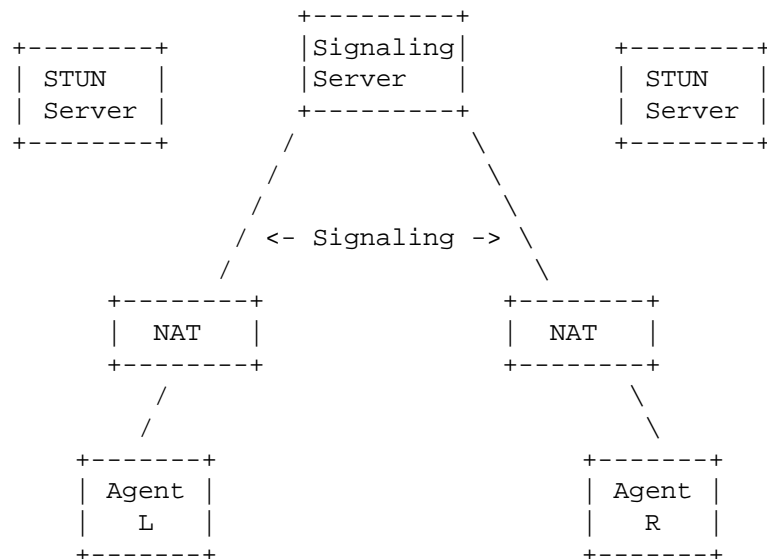 Signaling
Server
STUN
Server
STUN
Server
<- Signaling ->
NAT
NAT
Agent
L
Agent
R